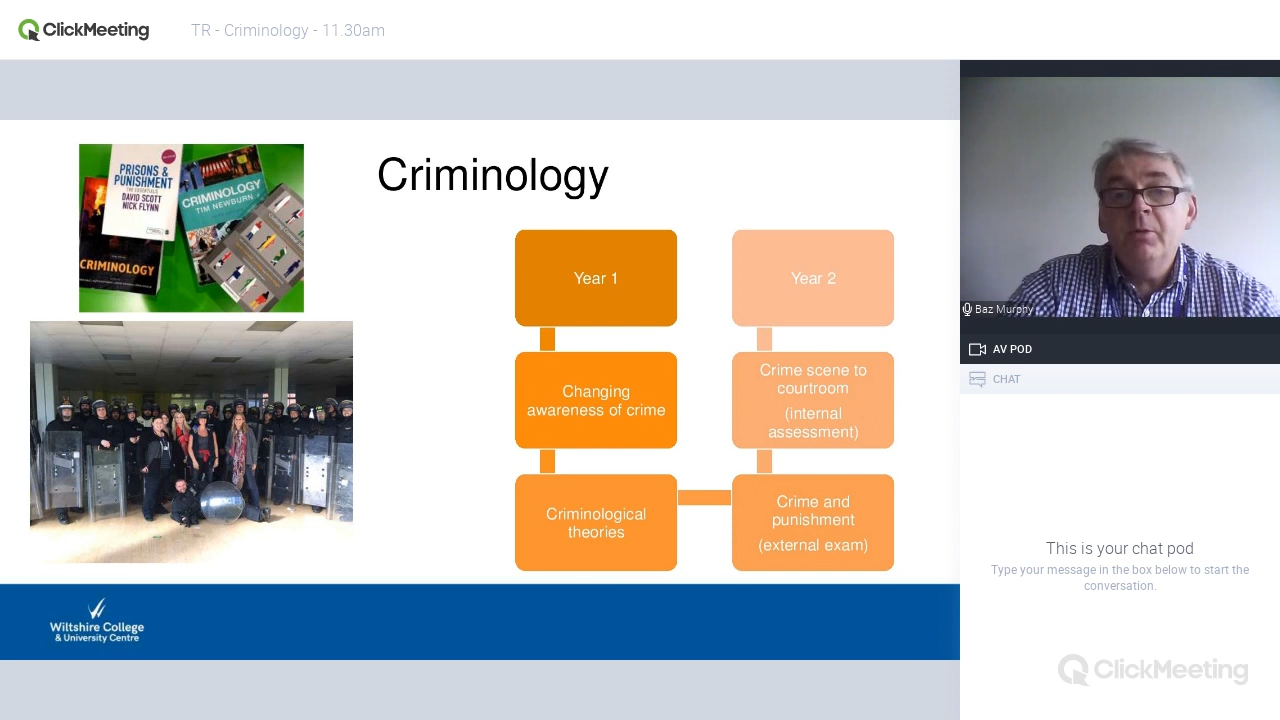 ClickMeeting
TR - Criminology - 11.30am
PRISONS &
PUNISHMENT
THE ESSENTIALS
DAVID SCOTT
NICK FLYNN
CRIMINOLOGY
TIM NEWBURN
CRIMINOLOGY
Criminology
Year 1
Year 2
Changing
awareness of crime
Crime scene to
courtroom
(internal
assessment)
Criminological
theories
Crime and
punishment
(external exam)
Wiltshire College
& University Centre
Baz Murphy
AV POD
CHAT
This is your chat pod
Type your message in the box below to start the
conversation.
ClickMeeting